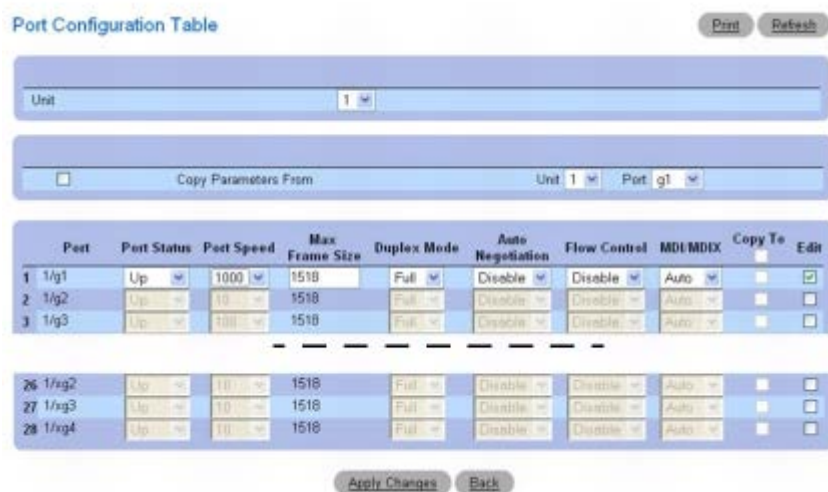 Port Configuration Table
Print Refresh
Unit 1
Copy Parameters From Unit 1 Port g1
Port Port Status Port Speed Max Frame Size Duplex Mode Auto Negotiation Flow Control MDI/MDIX Copy To Edit
1 1/g1 Up 1000 1518 Full Disable Disable Auto
2 1/g2 Up 10 1518 Full Disable Disable Auto
3 1/g3 Up 100 1518 Full Disable Disable Auto
26 1/xg2 Up 10 1518 Full Disable Disable Auto
27 1/xg3 Up 10 1518 Full Disable Disable Auto
28 1/xg4 Up 10 1518 Full Disable Disable Auto
Apply Changes Back